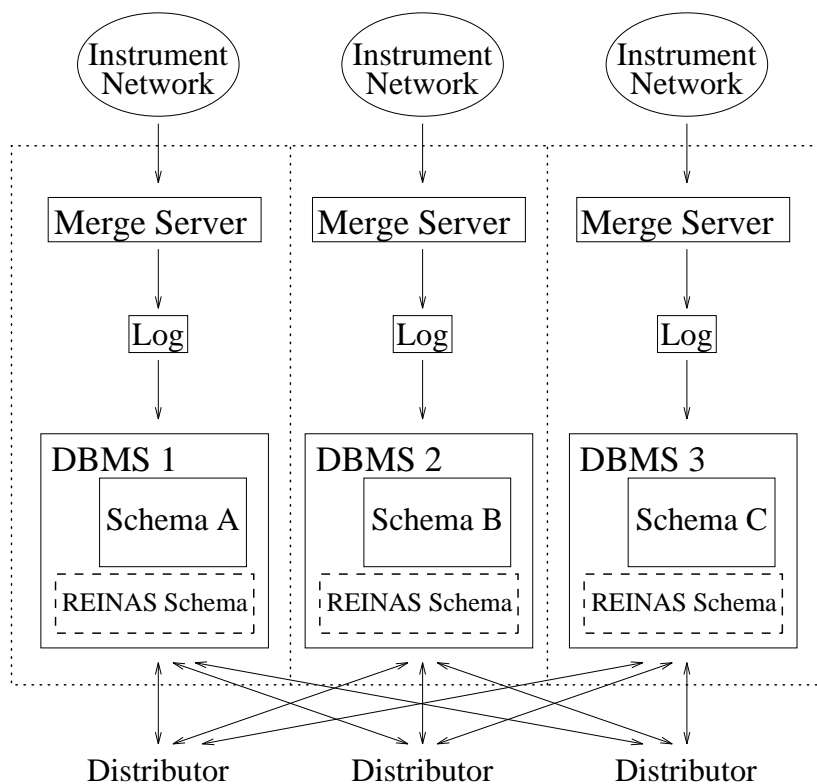 Instrument
Network
Instrument
Network
Instrument
Network
Merge Server
Merge Server
Merge Server
Log
Log
Log
DBMS 1
DBMS 2
DBMS 3
Schema A
Schema B
Schema C
REINAS Schema
REINAS Schema
REINAS Schema
Distributor
Distributor
Distributor